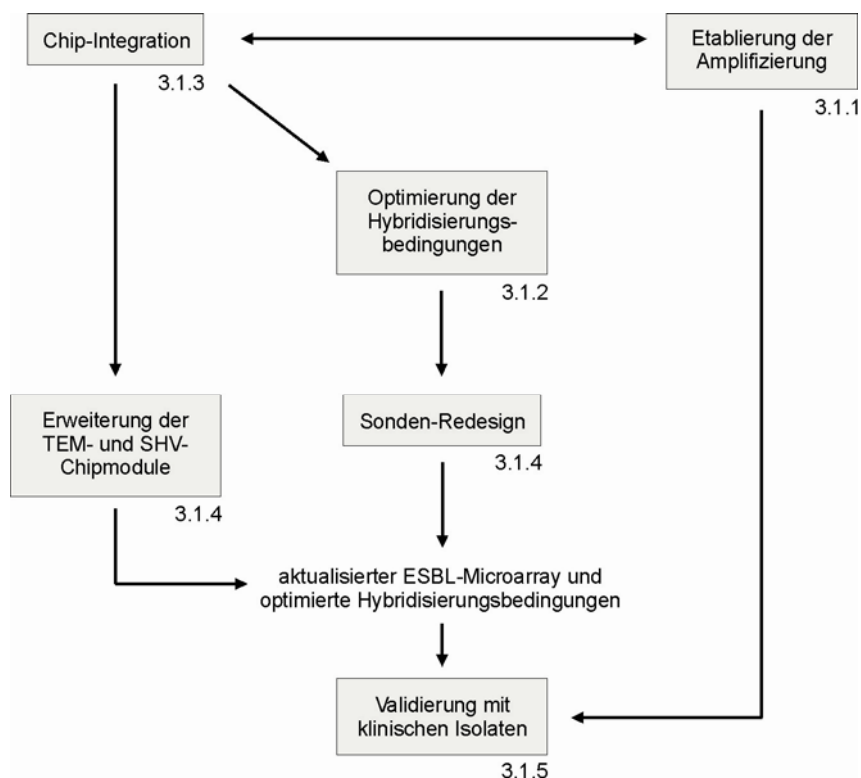 Chip-Integration
3.1.3
Etablierung der
Amplifizierung
3.1.1
Optimierung der
Hybridisierungs-
bedingungen
3.1.2
Erweiterung der
TEM- und SHV-
Chipmodule
3.1.4
Sonden-Redesign
3.1.4
aktualisierter ESBL-Microarray und
optimierte Hybridisierungsbedingungen
Validierung mit
klinischen Isolaten
3.1.5